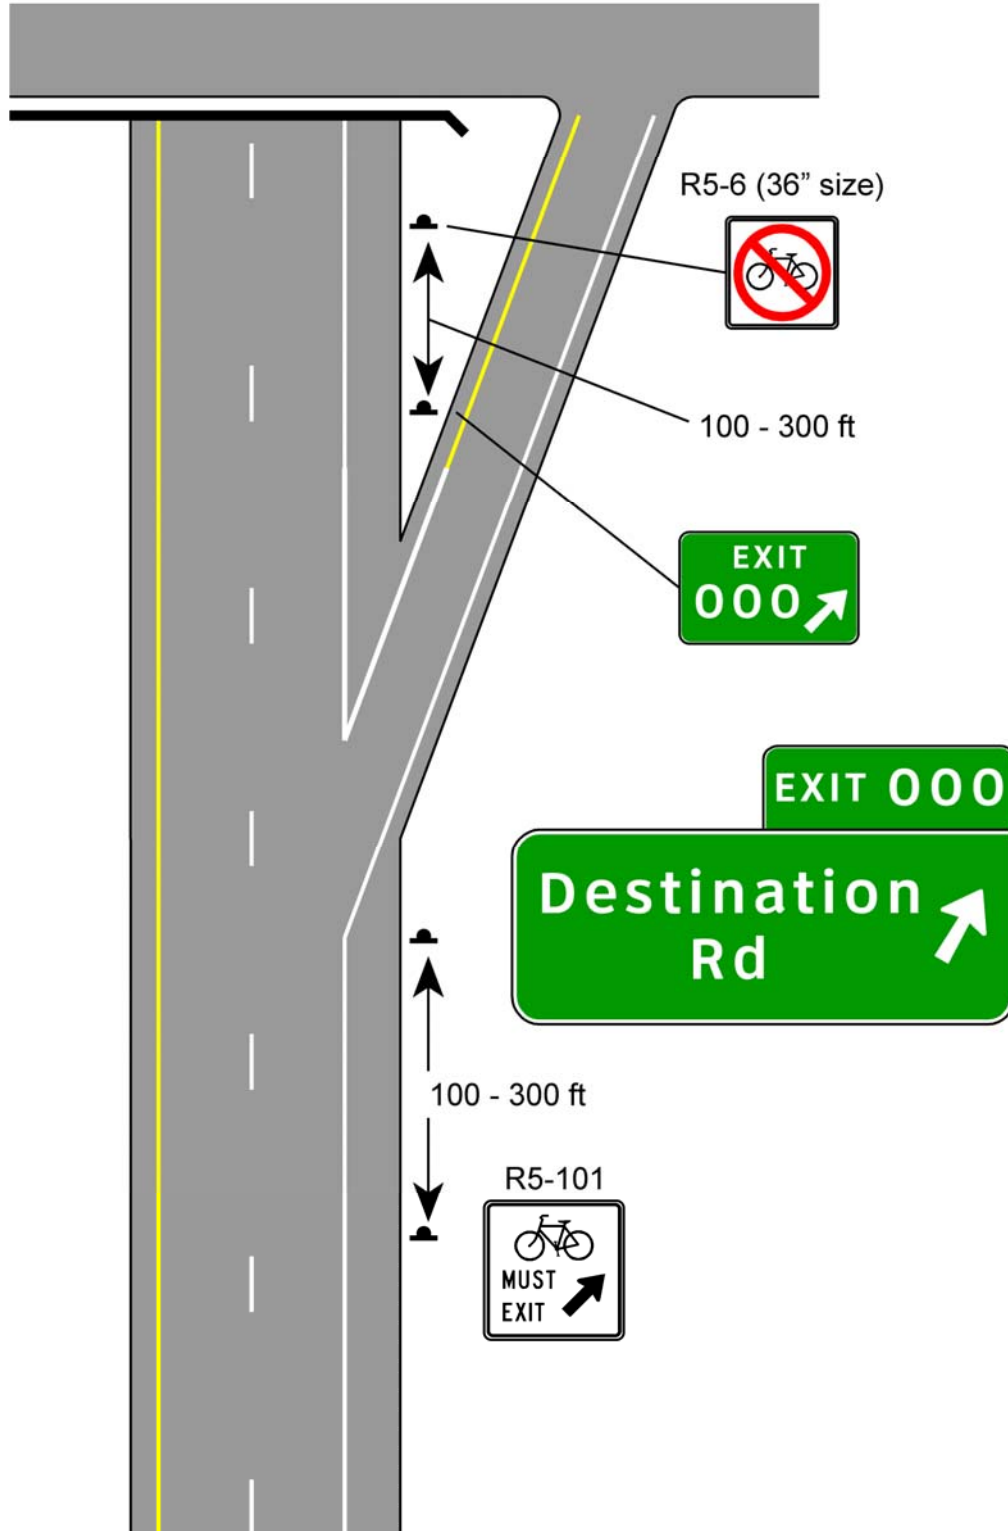 R5-6 (36” size)
100 - 300 ft
EXIT
000
EXIT 000
Destination
Rd
100 - 300 ft
R5-101
MUST
EXIT